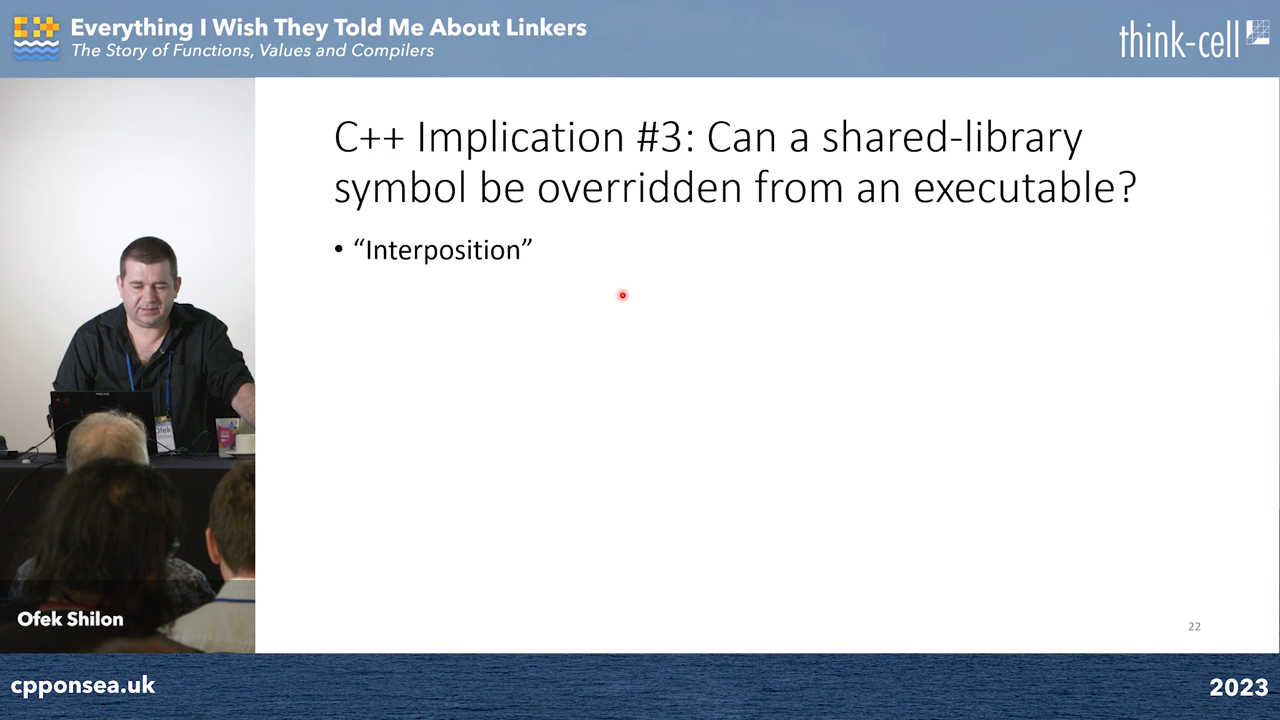 Everything I Wish They Told Me About Linkers
The Story of Functions, Values and Compilers
think-cell
C++ Implication #3: Can a shared-library
symbol be overridden from an executable?
• “Interposition”
Ofek
Ofek Shilon
22
cpponsea.uk
2023